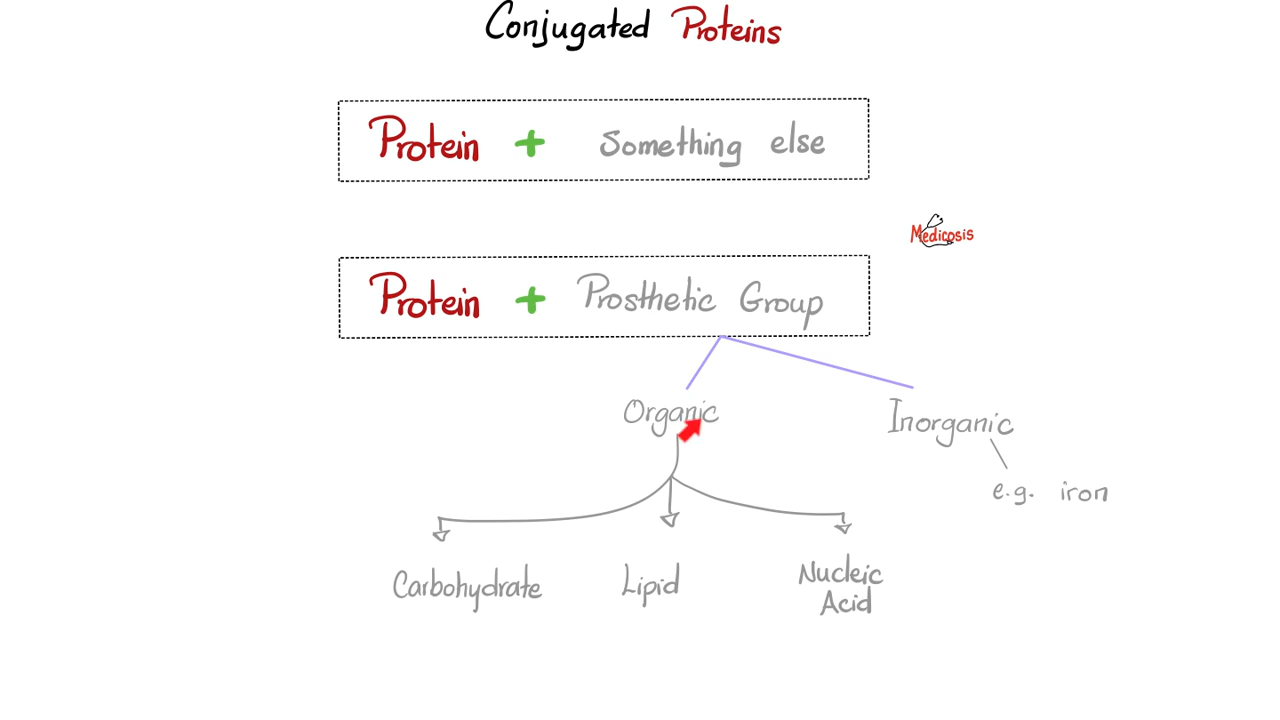 Conjugated Proteins
Protein + Something else
Medicosis
Protein + Prosthetic Group
Organic
Inorganic
e.g. iron
Carbohydrate
Lipid
Nucleic
Acid